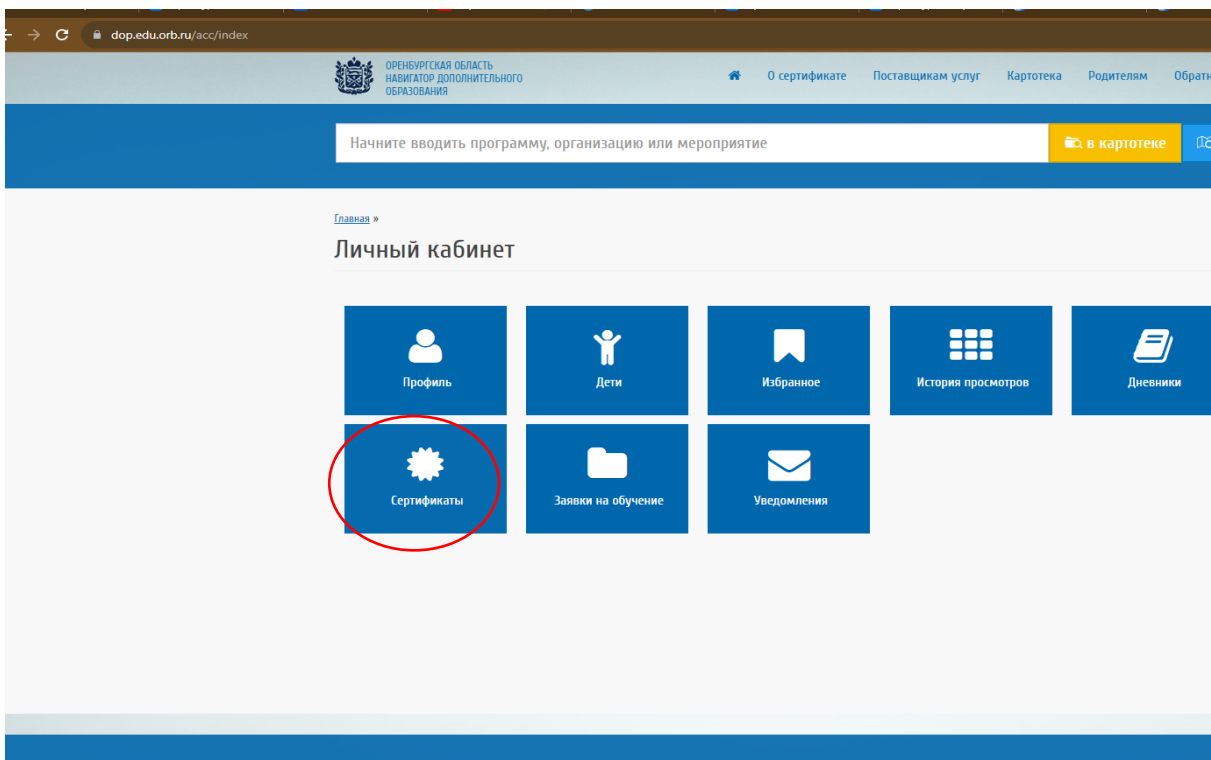 dop.edu.orb.ru/acc/index
ОРЕНБУРГСКАЯ ОБЛАСТЬ
НАВИГАТОР ДОПОЛНИТЕЛЬНОГО
ОБРАЗОВАНИЯ
О сертификате Поставщикам услуг Картотека Родителям Обратн
Начните вводить программу, организацию или мероприятие
в картотеке
Главная »
Личный кабинет
Профиль Дети Избранное История просмотров Дневники
Сертификаты Заявки на обучение Уведомления